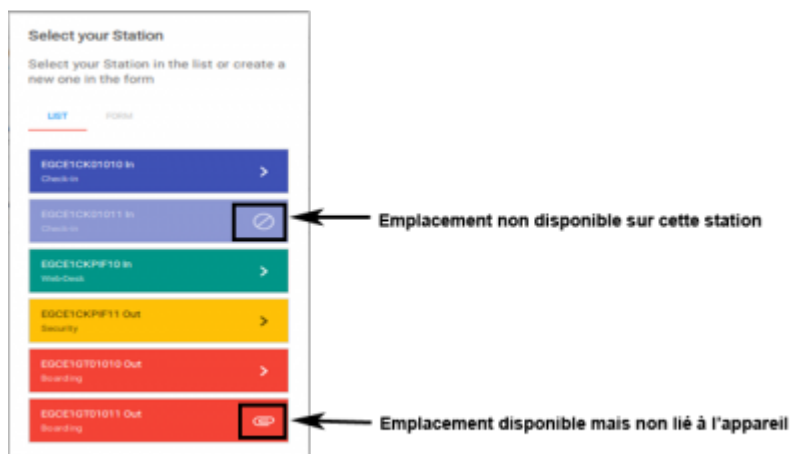 Select your Station
Select your Station in the list or create a
new one in the form
LIST FORM
EGCE1CK01010 In
Check-in
EGCE1CK01011 In
Check-in
Emplacement non disponible sur cette station
EGCE1CKPIF10 In
Web-Desk
EGCE1CKPIF11 Out
Security
EGCE1GT01010 Out
Boarding
EGCE1GT01011 Out
Boarding
Emplacement disponible mais non lié à l'appareil